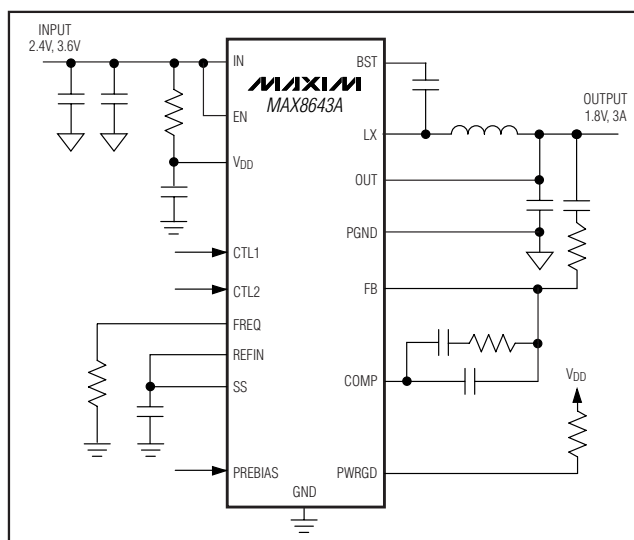 INPUT
2.4V, 3.6V
IN
BST
MAXIM
MAX8643A
OUTPUT
1.8V, 3A
EN
LX
VDD
OUT
PGND
CTL1
CTL2
FB
FREQ
REFIN
SS
COMP
VDD
PREBIAS
PWRGD
GND